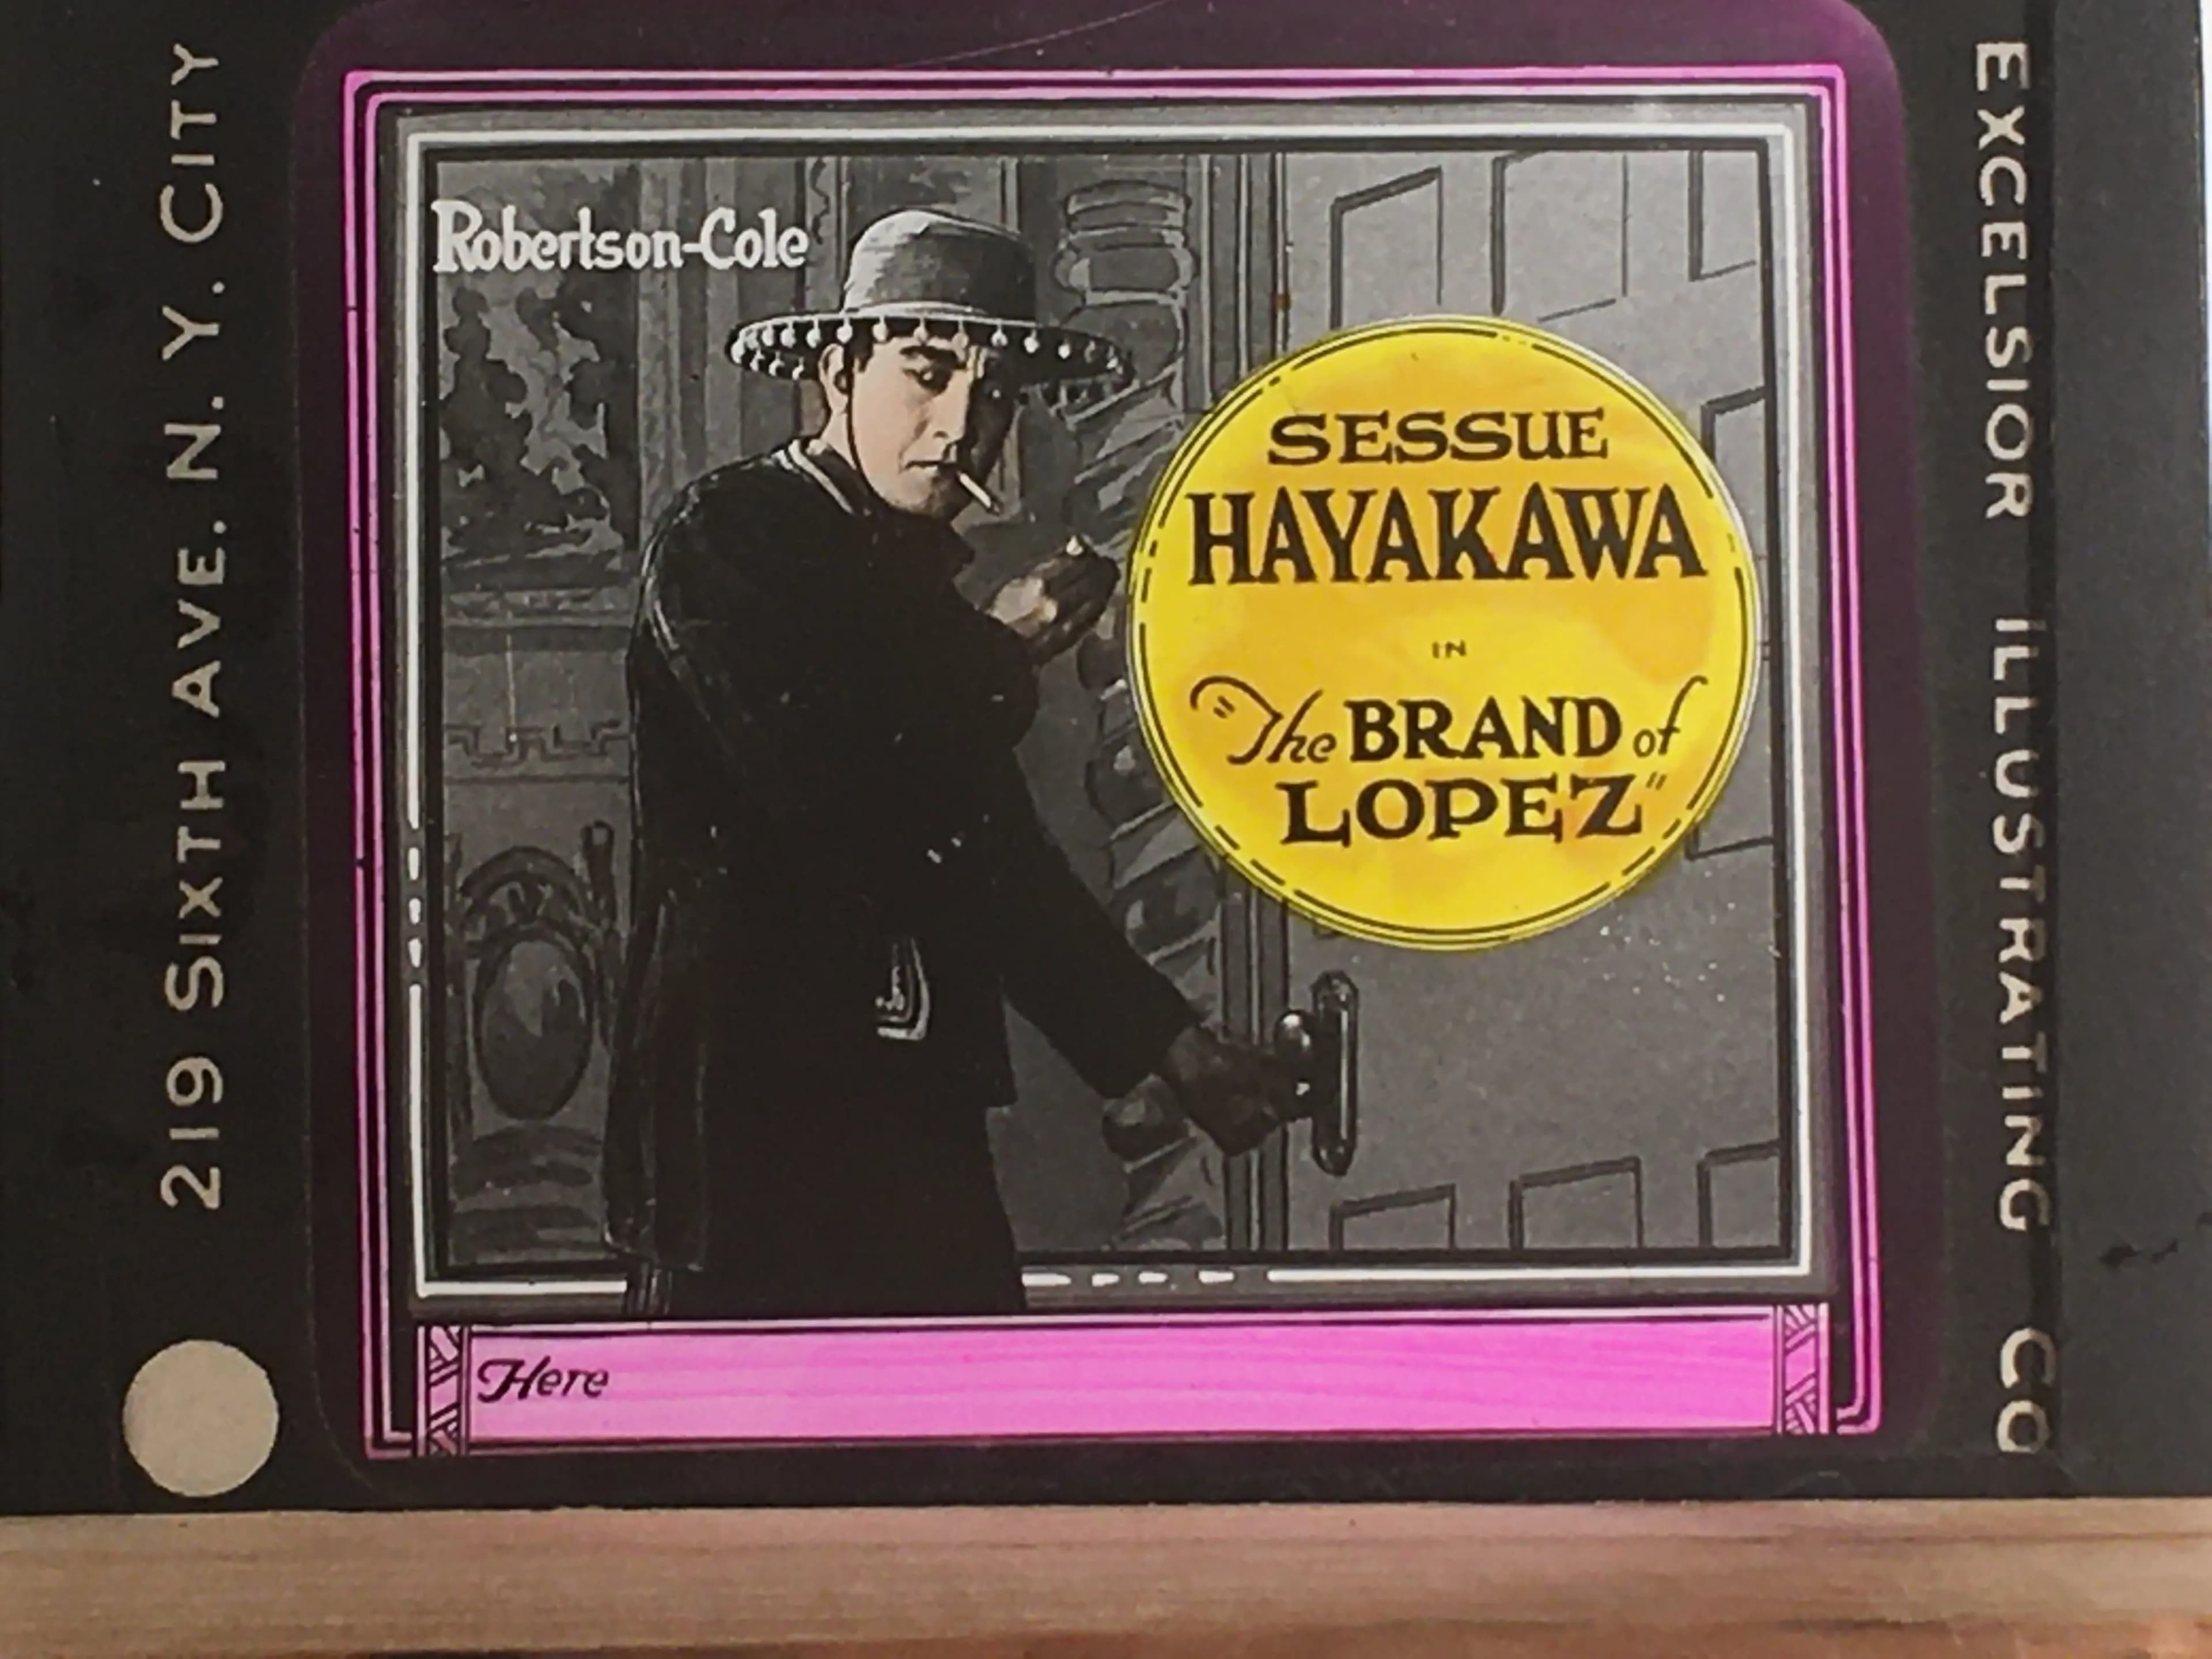 219 SIXTH AVE. N.Y. CITY
Robertson-Cole
SESSUE
HAYAKAWA
IN
"The BRAND of
LOPEZ"
Here
EXCELSIOR ILLUSTRATING CO